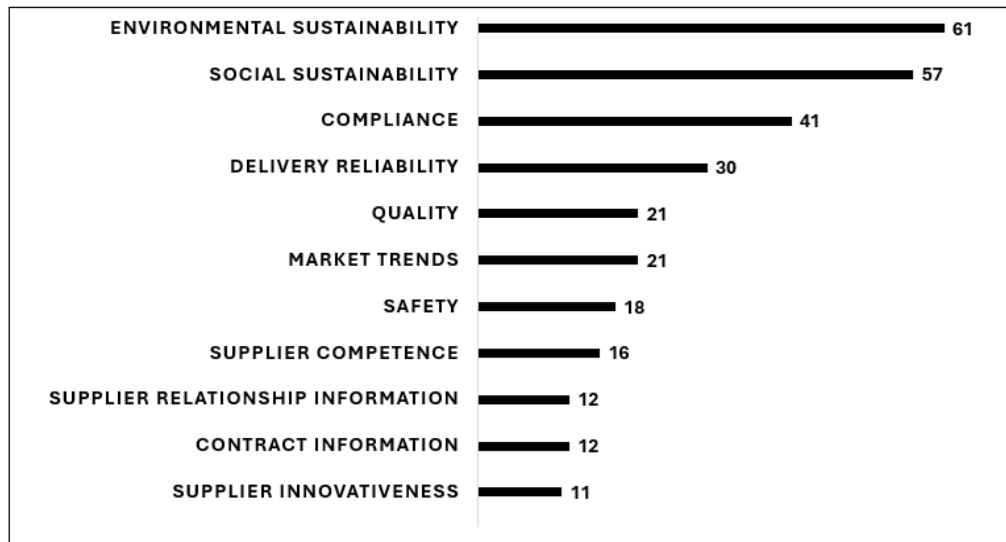 ENVIRONMENTAL SUSTAINABILITY 61
SOCIAL SUSTAINABILITY 57
COMPLIANCE 41
DELIVERY RELIABILITY 30
QUALITY 21
MARKET TRENDS 21
SAFETY 18
SUPPLIER COMPETENCE 16
SUPPLIER RELATIONSHIP INFORMATION 12
CONTRACT INFORMATION 12
SUPPLIER INNOVATIVENESS 11